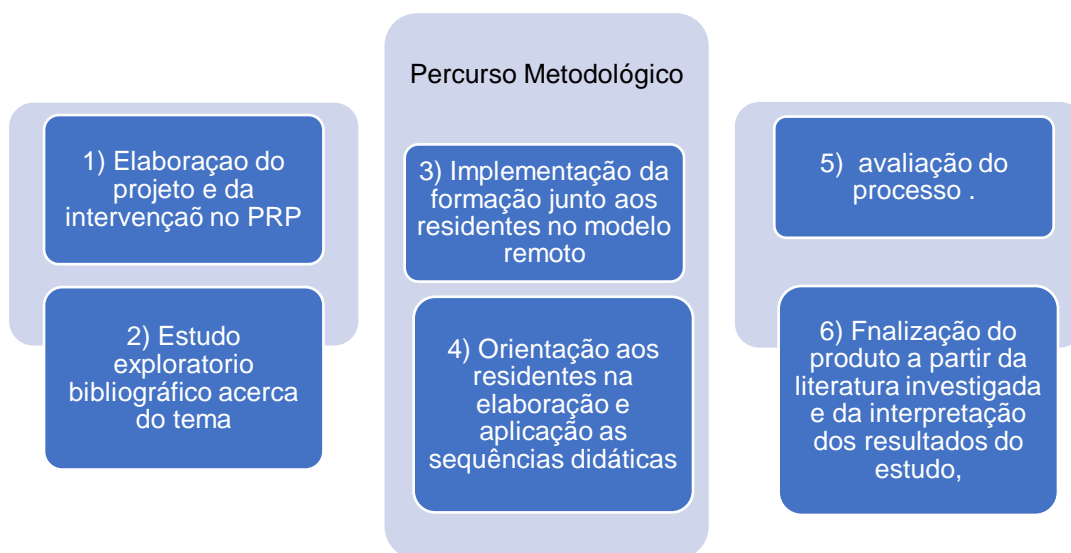 Percurso Metodológico
1) Elaboraçao do
projeto e da
intervençaõ no PRP
2) Estudo
exploratorio
bibliográfico acerca
do tema
3) Implementação da
formação junto aos
residentes no modelo
remoto
4) Orientação aos
residentes na
elaboração e
aplicação as
sequências didáticas
5)  avaliação do
processo .
6) Fnalização do
produto a partir da
literatura investigada
e da interpretação
dos resultados do
estudo,